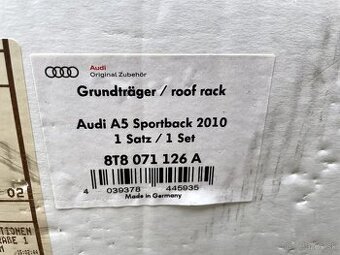 Audi
Original Zubehör
Grundträger / roof rack
Audi A5 Sportback 2010
1 Satz / 1 Set
8T8 071 126 A
4 039378 445935
Made in Germany
02